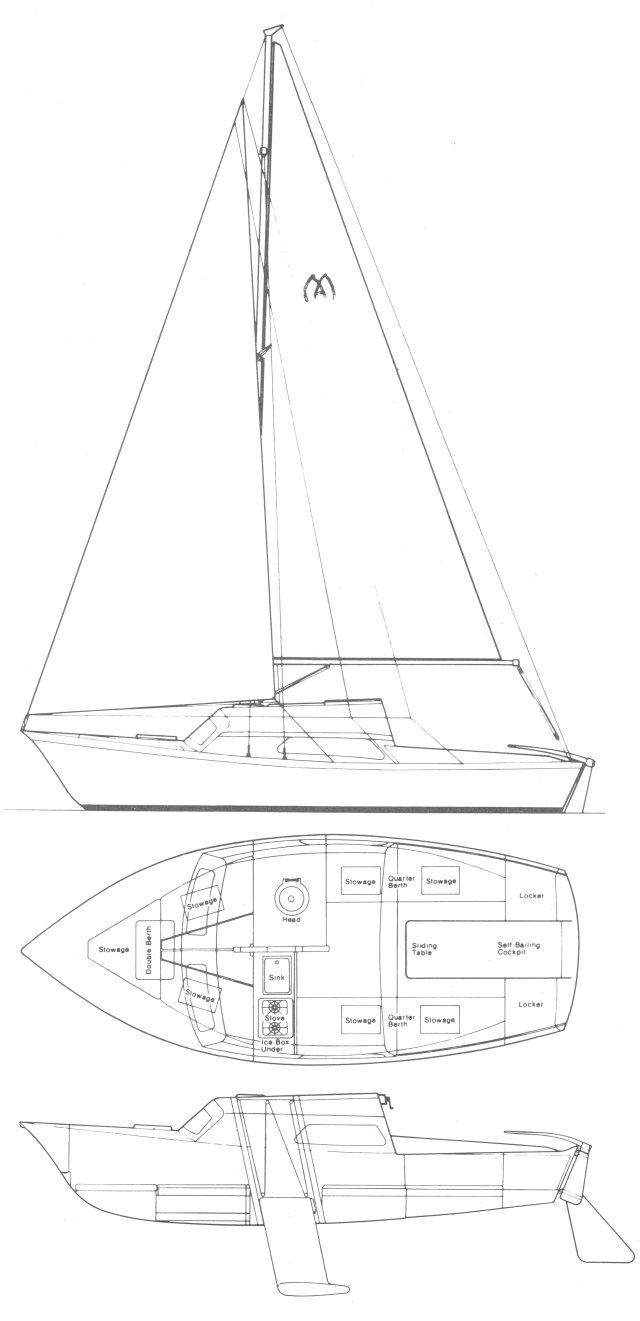 MA
Stowage
Double Berth
Stowage
Stowage
Head
Sink
Stove
Ice Box
Under
Stowage
Quarter
Berth
Stowage
Locker
Sliding
Table
Self Bailing
Cockpit
Stowage
Quarter
Berth
Stowage
Locker